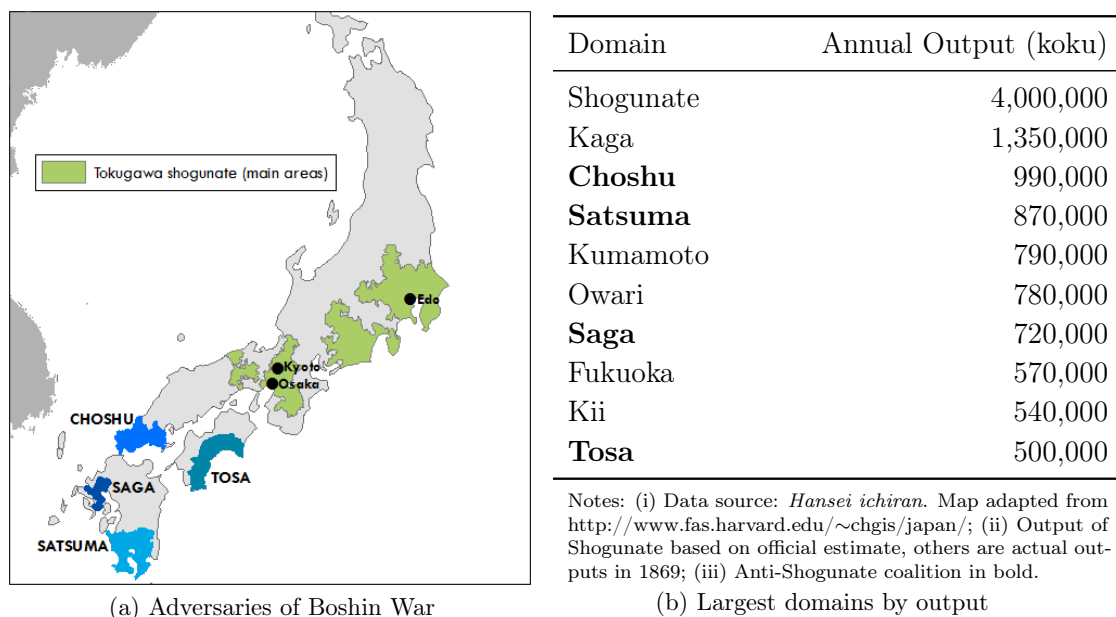 Tokugawa shogunate (main areas)
Edo
Kyoto
Osaka
CHOSHU
TOSA
SAGA
SATSUMA
(a) Adversaries of Boshin War
Domain Annual Output (koku)
Shogunate 4,000,000
Kaga 1,350,000
Choshu 990,000
Satsuma 870,000
Kumamoto 790,000
Owari 780,000
Saga 720,000
Fukuoka 570,000
Kii 540,000
Tosa 500,000
Notes: (i) Data source: Hansei ichiran. Map adapted from
http://www.fas.harvard.edu/∼chgis/japan/; (ii) Output of
Shogunate based on official estimate, others are actual out-
puts in 1869; (iii) Anti-Shogunate coalition in bold.
(b) Largest domains by output